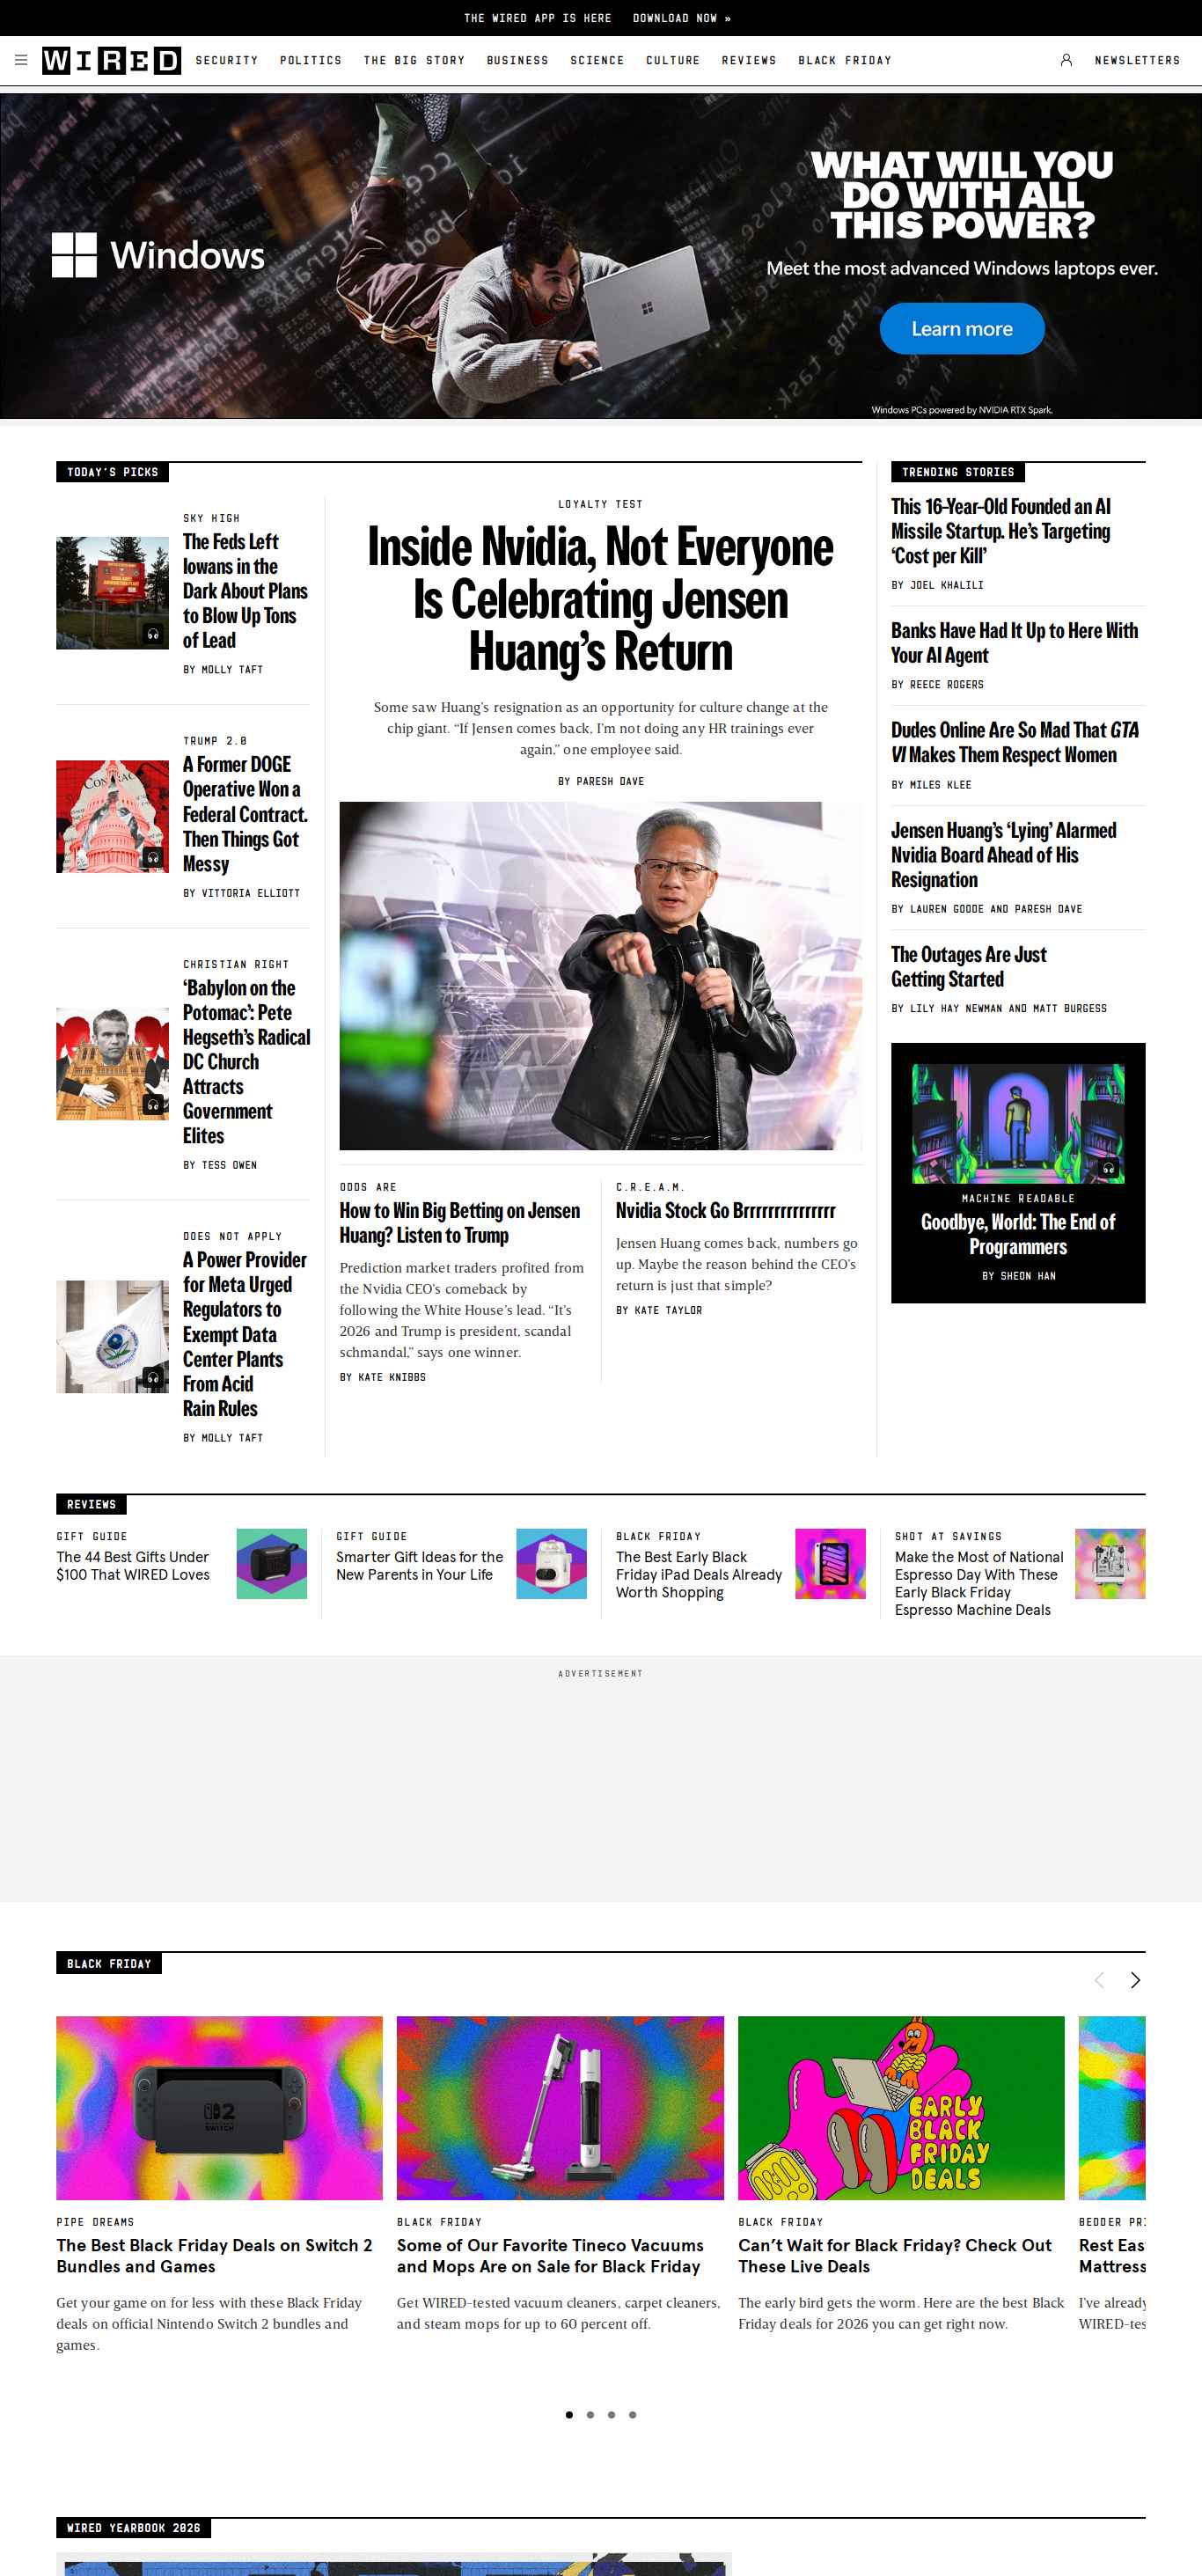 THE WIRED APP IS HERE DOWNLOAD NOW »
WIRED SECURITY POLITICS THE BIG STORY BUSINESS SCIENCE CULTURE REVIEWS BLACK FRIDAY NEWSLETTERS
Windows
WHAT WILL YOU
DO WITH ALL
THIS POWER?
Meet the most advanced Windows laptops ever.
Learn more
Windows PCs powered by NVIDIA RTX Spark.
TODAY'S PICKS
SKY HIGH
The Feds Left
Iowans in the
Dark About Plans
to Blow Up Tons
of Lead
BY MOLLY TAFT
TRUMP 2.0
A Former DOGE
Operative Won a
Federal Contract.
Then Things Got
Messy
BY VITTORIA ELLIOTT
CHRISTIAN RIGHT
‘Babylon on the
Potomac’: Pete
Hegseth’s Radical
DC Church
Attracts
Government
Elites
BY TESS OWEN
DOES NOT APPLY
A Power Provider
for Meta Urged
Regulators to
Exempt Data
Center Plants
From Acid
Rain Rules
BY MOLLY TAFT
LOYALTY TEST
Inside Nvidia, Not Everyone
Is Celebrating Jensen
Huang’s Return
Some saw Huang’s resignation as an opportunity for culture change at the
chip giant. “If Jensen comes back, I’m not doing any HR trainings ever
again,” one employee said.
BY PARESH DAVE
ODDS ARE
How to Win Big Betting on Jensen
Huang? Listen to Trump
Prediction market traders profited from
the Nvidia CEO’s comeback by
following the White House’s lead. “It’s
2026 and Trump is president, scandal
schmandal,” says one winner.
BY KATE KNIBBS
C.R.E.A.M.
Nvidia Stock Go Brrrrrrrrrrrrrrr
Jensen Huang comes back, numbers go
up. Maybe the reason behind the CEO’s
return is just that simple?
BY KATE TAYLOR
TRENDING STORIES
This 16-Year-Old Founded an AI
Missile Startup. He’s Targeting
‘Cost per Kill’
BY JOEL KHALILI
Banks Have Had It Up to Here With
Your AI Agent
BY REECE ROGERS
Dudes Online Are So Mad That GTA
VI Makes Them Respect Women
BY MILES KLEE
Jensen Huang’s ‘Lying’ Alarmed
Nvidia Board Ahead of His
Resignation
BY LAUREN GOODE AND PARESH DAVE
The Outages Are Just
Getting Started
BY LILY HAY NEWMAN AND MATT BURGESS
MACHINE READABLE
Goodbye, World: The End of
Programmers
BY SHEON HAN
REVIEWS
GIFT GUIDE
The 44 Best Gifts Under
$100 That WIRED Loves
GIFT GUIDE
Smarter Gift Ideas for the
New Parents in Your Life
BLACK FRIDAY
The Best Early Black
Friday iPad Deals Already
Worth Shopping
SHOT AT SAVINGS
Make the Most of National
Espresso Day With These
Early Black Friday
Espresso Machine Deals
ADVERTISEMENT
BLACK FRIDAY
PIPE DREAMS
The Best Black Friday Deals on Switch 2
Bundles and Games
Get your game on for less with these Black Friday
deals on official Nintendo Switch 2 bundles and
games.
BLACK FRIDAY
Some of Our Favorite Tineco Vacuums
and Mops Are on Sale for Black Friday
Get WIRED-tested vacuum cleaners, carpet cleaners,
and steam mops for up to 60 percent off.
EARLY
BLACK
FRIDAY
DEALS
BLACK FRIDAY
Can’t Wait for Black Friday? Check Out
These Live Deals
The early bird gets the worm. Here are the best Black
Friday deals for 2026 you can get right now.
BEDDER
Rest
Mattress
I’ve already
WIRED YEARBOOK 2026